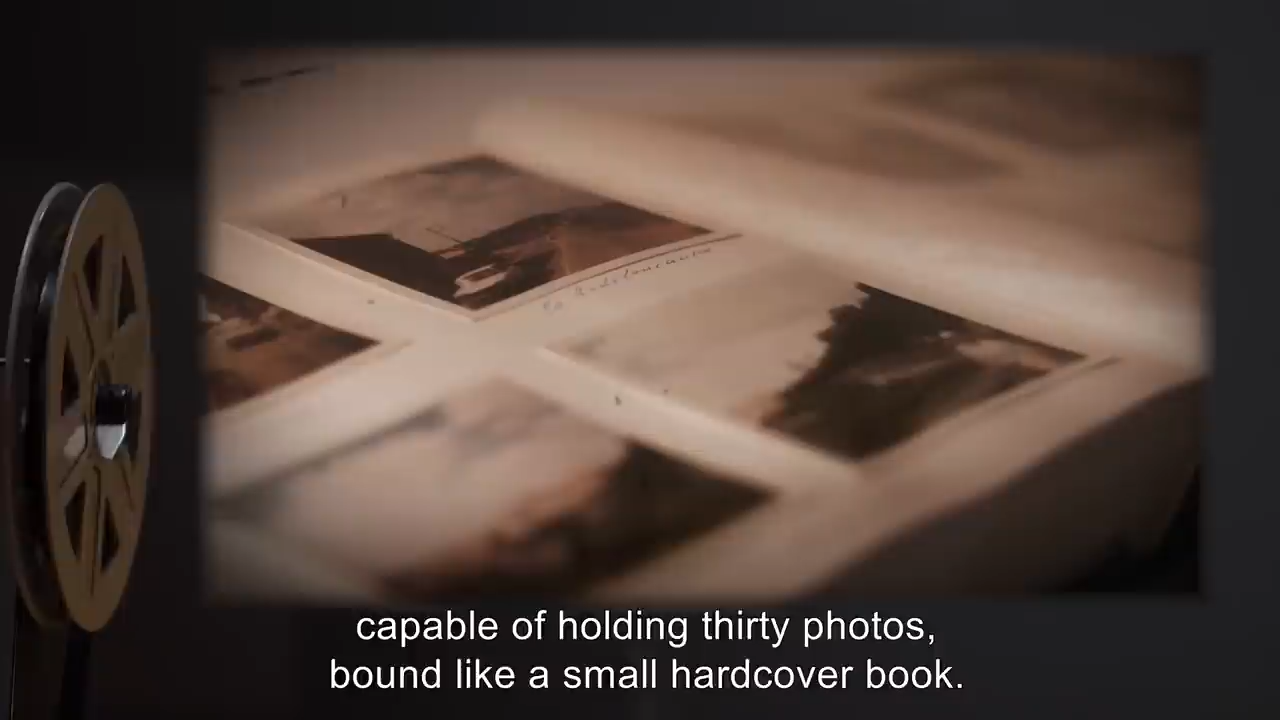 capable of holding thirty photos,
bound like a small hardcover book.